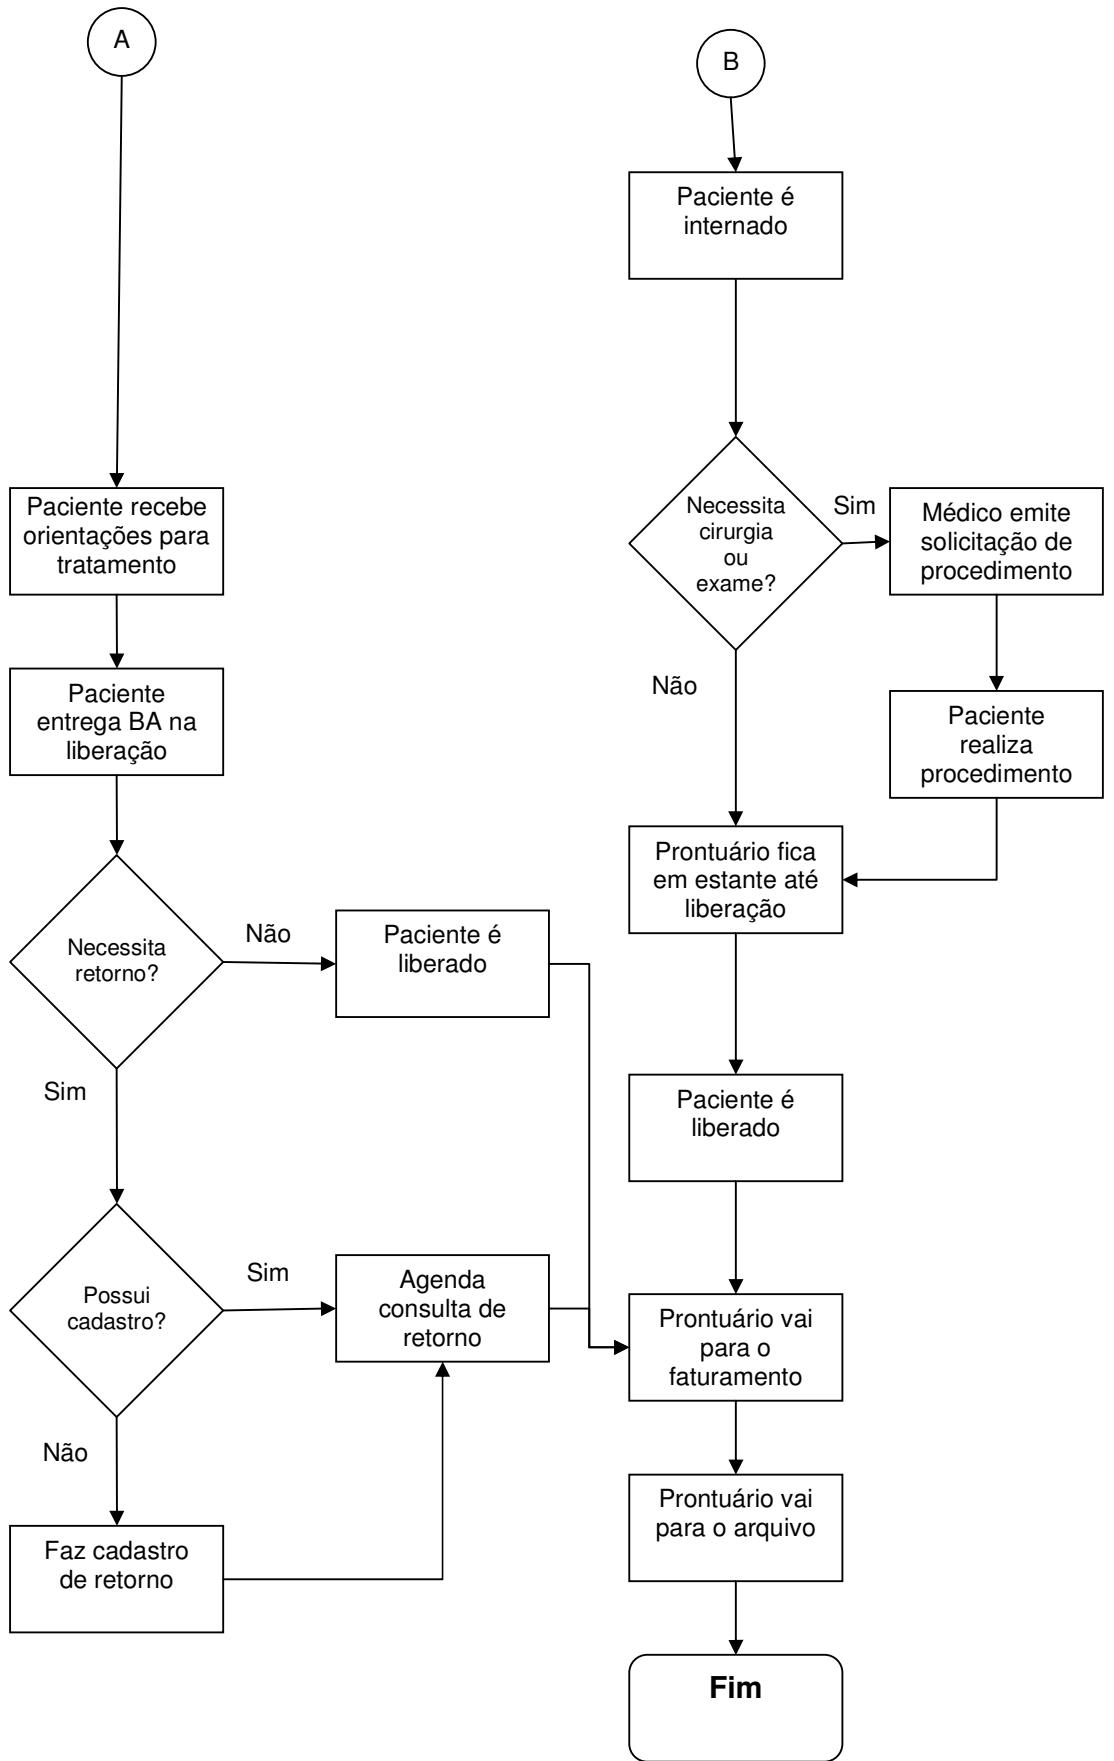 A
B
Paciente é
internado
Paciente recebe
orientações para
tratamento
Necessita
cirurgia
ou
exame?
Sim
Médico emite
solicitação de
procedimento
Paciente
entrega BA na
liberação
Não
Paciente
realiza
procedimento
Prontuário fica
em estante até
liberação
Necessita
retorno?
Não
Paciente é
liberado
Sim
Paciente é
liberado
Possui
cadastro?
Sim
Agenda
consulta de
retorno
Prontuário vai
para o
faturamento
Não
Prontuário vai
para o arquivo
Faz cadastro
de retorno
Fim